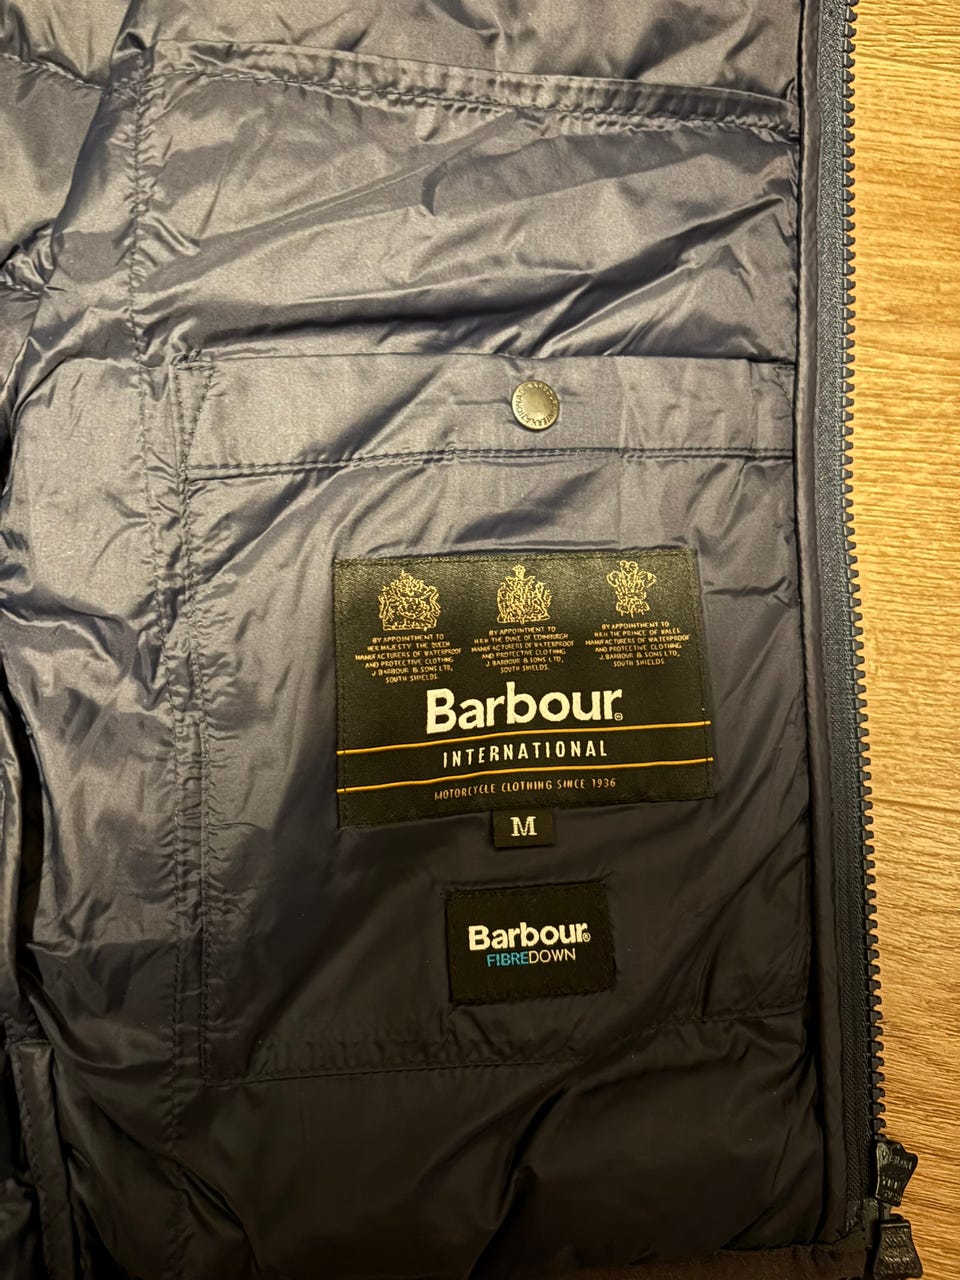 INTERNATIONAL
BY APPOINTMENT TO
HER MAJESTY THE QUEEN
MANUFACTURERS OF WATERPROOF
AND PROTECTIVE CLOTHING
J. BARBOUR & SONS LTD,
SOUTH SHIELDS.
BY APPOINTMENT TO
H.R.H THE DUKE OF EDINBURGH
MANUFACTURERS OF WATERPROOF
AND PROTECTIVE CLOTHING
J. BARBOUR & SONS LTD,
SOUTH SHIELDS.
BY APPOINTMENT TO
H.R.H THE PRINCE OF WALES
MANUFACTURERS OF WATERPROOF
AND PROTECTIVE CLOTHING
J. BARBOUR & SONS LTD,
SOUTH SHIELDS.
Barbour®
INTERNATIONAL
MOTORCYCLE CLOTHING SINCE 1936
M
Barbour®
FIBREDOWN